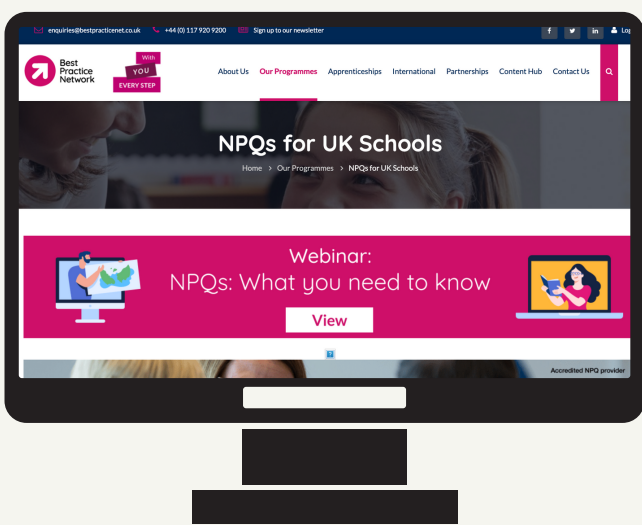 enquiries@bestpracticenet.co.uk +44 (0) 117 920 9200 Sign up to our newsletter f in Log
Best
Practice
Network
With
YOU
EVERY STEP
About Us Our Programmes Apprenticeships International Partnerships Content Hub Contact Us
NPQs for UK Schools
Home > Our Programmes > NPQs for UK Schools
Webinar:
NPQs: What you need to know
View
?
Accredited NPQ provider